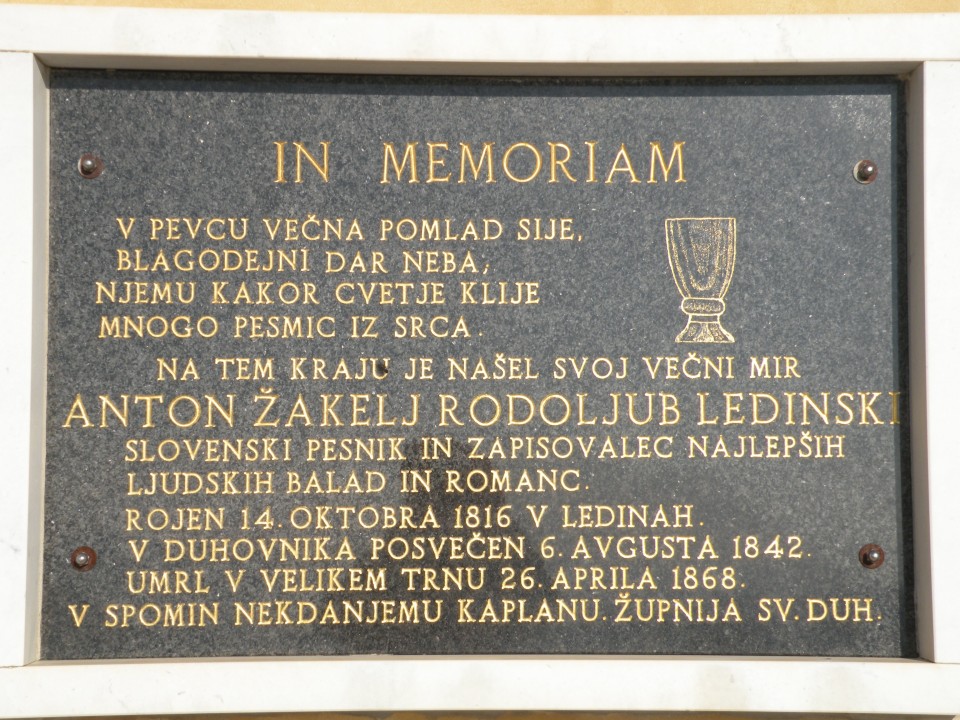 IN MEMORIAM
V PEVCU VEČNA POMLAD SIJE,
BLAGODEJNI DAR NEBA;
NJEMU KAKOR CVETJE KLIJE
MNOGO PESMIC IZ SRCA.
NA TEM KRAJU JE NAŠEL SVOJ VEČNI MIR
ANTON ŽAKELJ RODOLJUB LEDINSKI
SLOVENSKI PESNIK IN ZAPISOVALEC NAJLEPŠIH
LJUDSKIH BALAD IN ROMANC.
ROJEN 14. OKTOBRA 1816 V LEDINAH.
V DUHOVNIKA POSVEČEN 6. AVGUSTA 1842.
UMRL V VELIKEM TRNU 26. APRILA 1868.
V SPOMIN NEKDANJEMU KAPLANU. ŽUPNIJA SV. DUH.